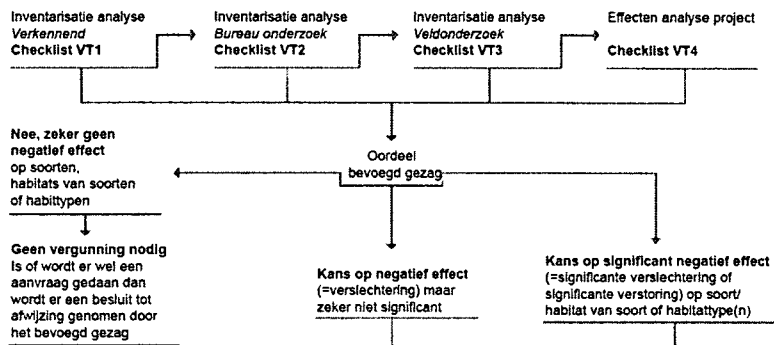 Inventarisatie analyse
Verkennend
Checklist VT1
Inventarisatie analyse
Bureau onderzoek
Checklist VT2
Inventarisatie analyse
Veldonderzoek
Checklist VT3
Effecten analyse project
Checklist VT4
Oordeel
bevoegd gezag
Nee, zeker geen
negatief effect
op soorten,
habitats van soorten
of habittypen
Geen vergunning nodig
Is of wordt er wel een
aanvraag gedaan dan
wordt er een besluit tot
afwijzing genomen door
het bevoegd gezag
Kans op negatief effect
(=verslechtering) maar
zeker niet significant
Kans op significant negatief effect
(=significante verslechtering of
significante verstoring) op soort/
habitat van soort of habitattype(n)